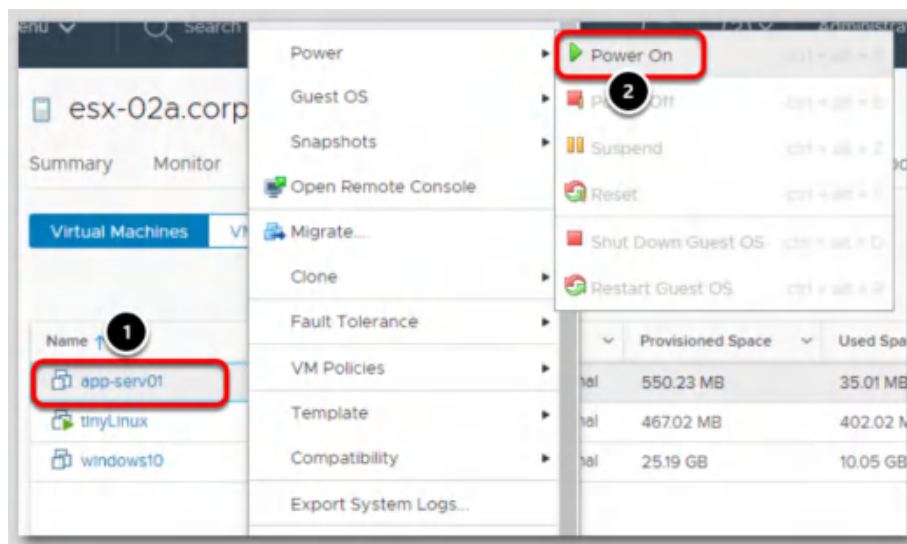 enu
Search
Administra
Power
Power On
2
Guest OS
esx-02a.corp
Snapshots
Suspend
Summary Monitor
Open Remote Console
Reset
Virtual Machines
Migrate...
Shut Down Guest OS
Clone
Restart Guest OS
Fault Tolerance
1
Name
Provisioned Space Used Spa
VM Policies
app-serv01
nal 550.23 MB 35.01 MB
Template
tinyLinux
nal 467.02 MB 402.02 M
Compatibility
windows10
nal 25.19 GB 10.05 GB
Export System Logs...